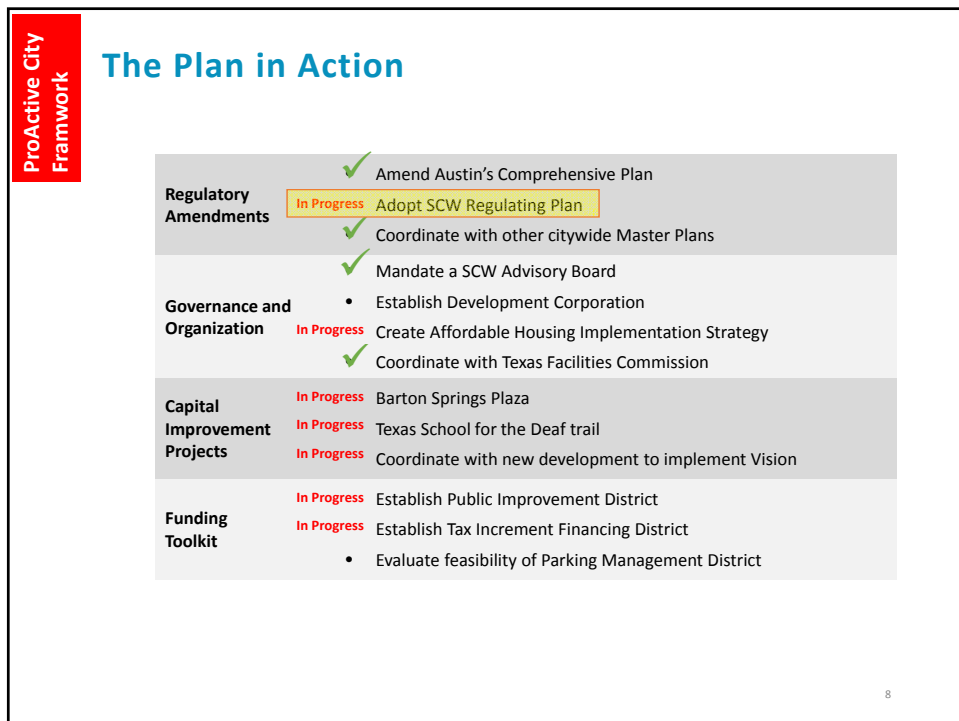 ProActive City
Framwork
The Plan in Action
Regulatory
Amendments
Amend Austin's Comprehensive Plan
In Progress Adopt SCW Regulating Plan
Coordinate with other citywide Master Plans
Governance and
Organization
Mandate a SCW Advisory Board
• Establish Development Corporation
In Progress Create Affordable Housing Implementation Strategy
Coordinate with Texas Facilities Commission
Capital
Improvement
Projects
In Progress Barton Springs Plaza
In Progress Texas School for the Deaf trail
In Progress Coordinate with new development to implement Vision
Funding
Toolkit
In Progress Establish Public Improvement District
In Progress Establish Tax Increment Financing District
• Evaluate feasibility of Parking Management District
8